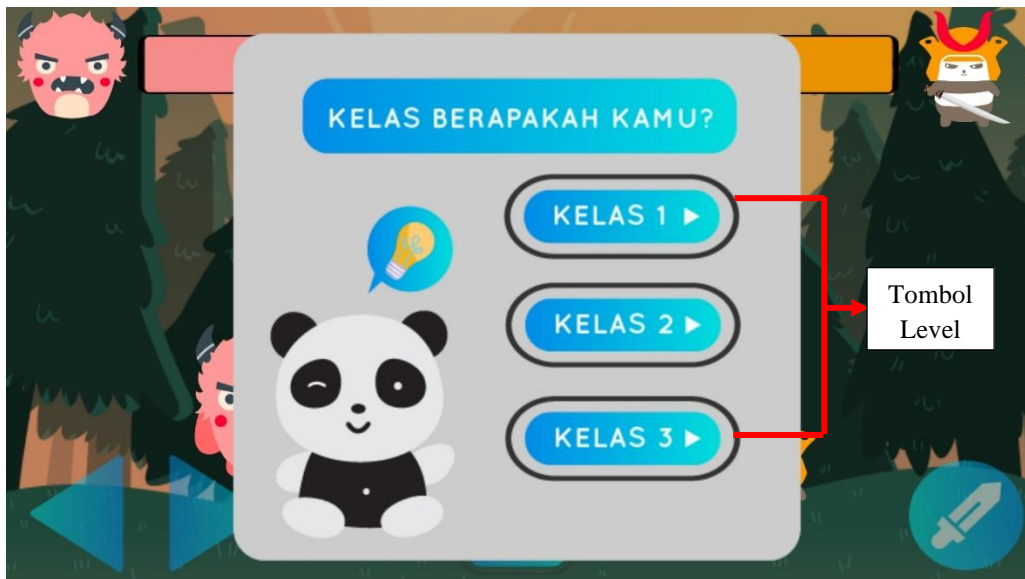 KELAS BERAPAKAH KAMU?
KELAS 1
KELAS 2
KELAS 3
Tombol
Level